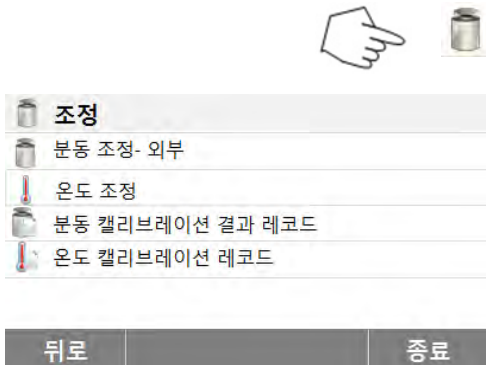 조정
분동 조정- 외부
온도 조정
분동 캘리브레이션 결과 레코드
온도 캘리브레이션 레코드
뒤로
종료